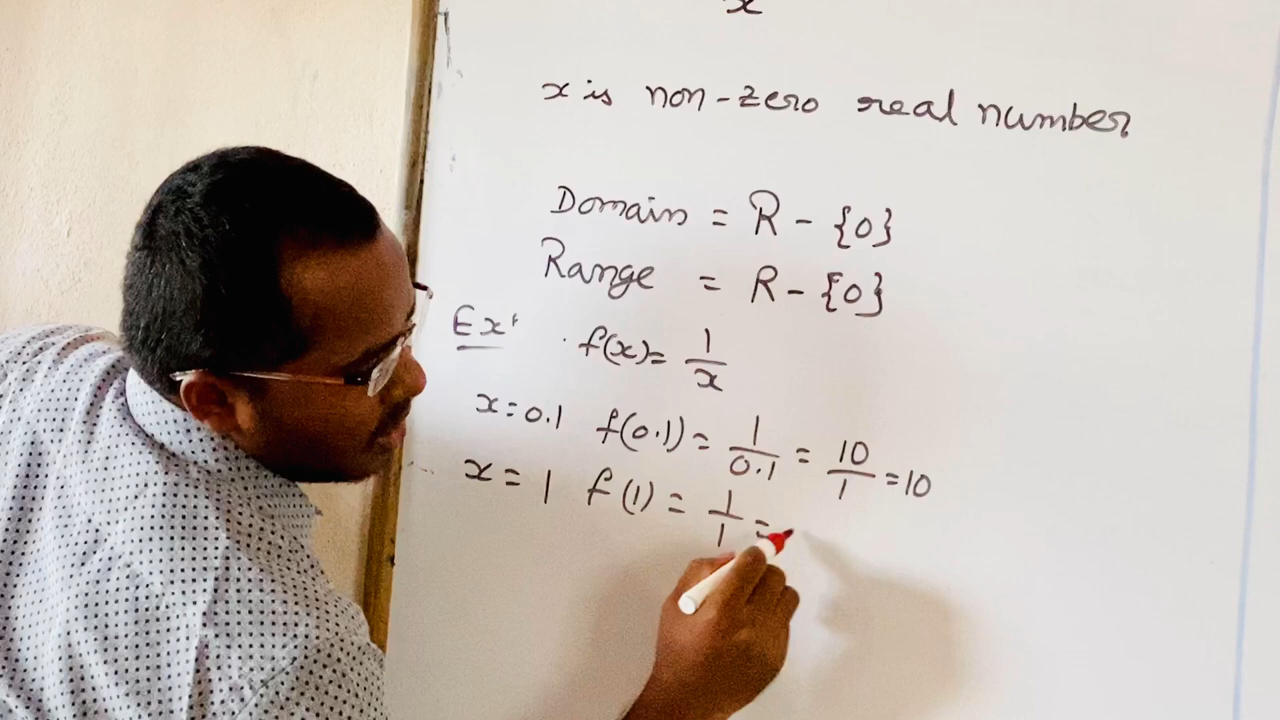 x
x is non-zero real number
Domain = R - {0}
Range = R - {0}
Ex' f(x) = 1/x
x = 0.1 f(0.1) = 1/0.1 = 10/1 = 10
x = 1 f(1) = 1/1 =